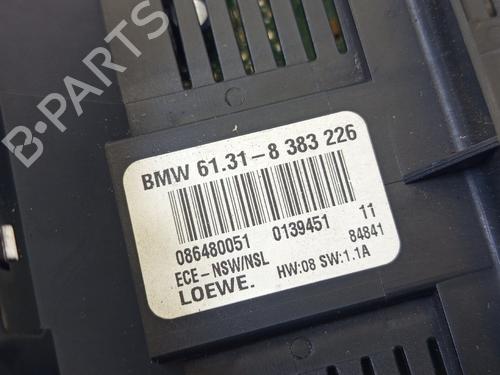 B-PARTS
BMW 61.31-8 383 226
086480051 0139451 11
ECE-NSW/NSL HW:08 SW:1.1A 84841
LOEWE.